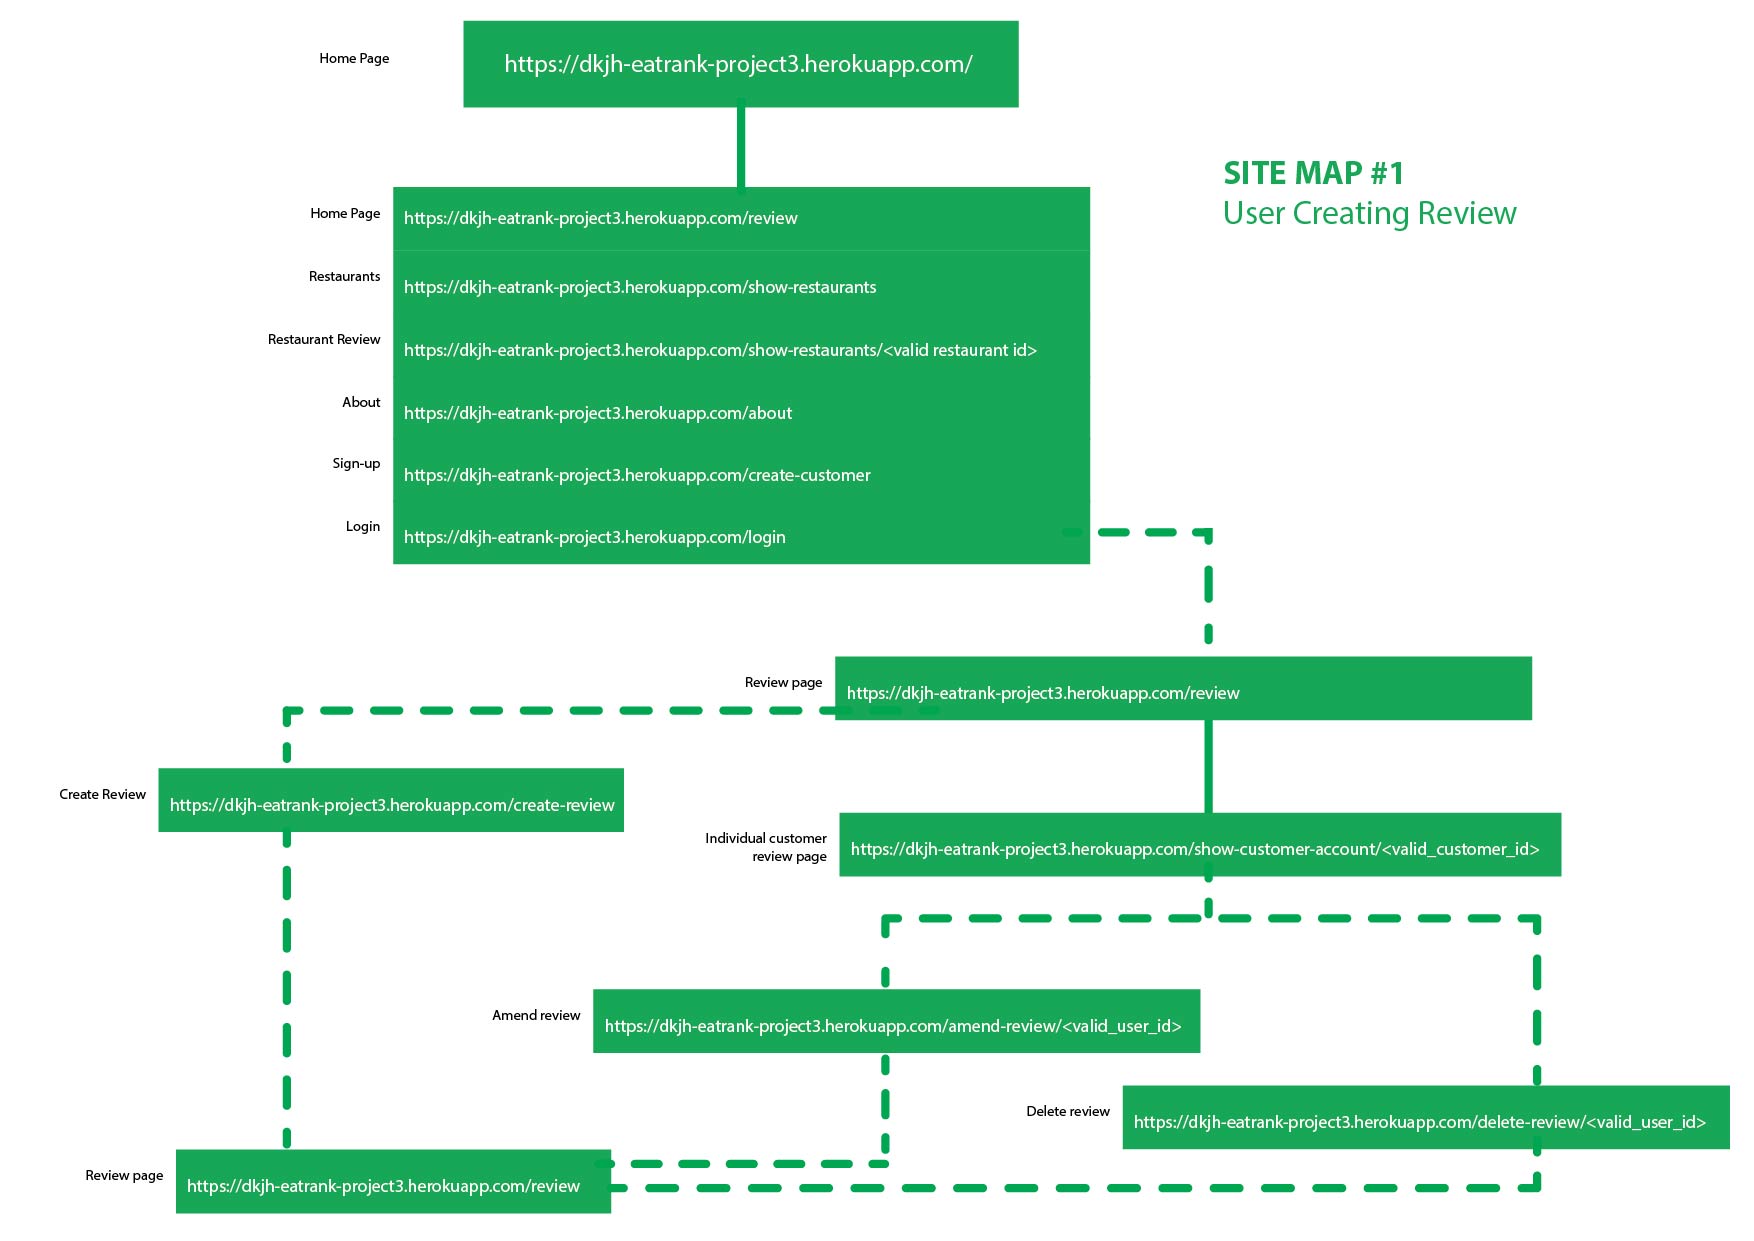 Home Page
https://dkjh-eatrank-project3.herokuapp.com/
SITE MAP #1
User Creating Review
Home Page
https://dkjh-eatrank-project3.herokuapp.com/review
Restaurants
https://dkjh-eatrank-project3.herokuapp.com/show-restaurants
Restaurant Review
https://dkjh-eatrank-project3.herokuapp.com/show-restaurants/<valid restaurant id>
About
https://dkjh-eatrank-project3.herokuapp.com/about
Sign-up
https://dkjh-eatrank-project3.herokuapp.com/create-customer
Login
https://dkjh-eatrank-project3.herokuapp.com/login
Review page
https://dkjh-eatrank-project3.herokuapp.com/review
Create Review
https://dkjh-eatrank-project3.herokuapp.com/create-review
Individual customer
review page
https://dkjh-eatrank-project3.herokuapp.com/show-customer-account/<valid_customer_id>
Amend review
https://dkjh-eatrank-project3.herokuapp.com/amend-review/<valid_user_id>
Delete review
https://dkjh-eatrank-project3.herokuapp.com/delete-review/<valid_user_id>
Review page
https://dkjh-eatrank-project3.herokuapp.com/review